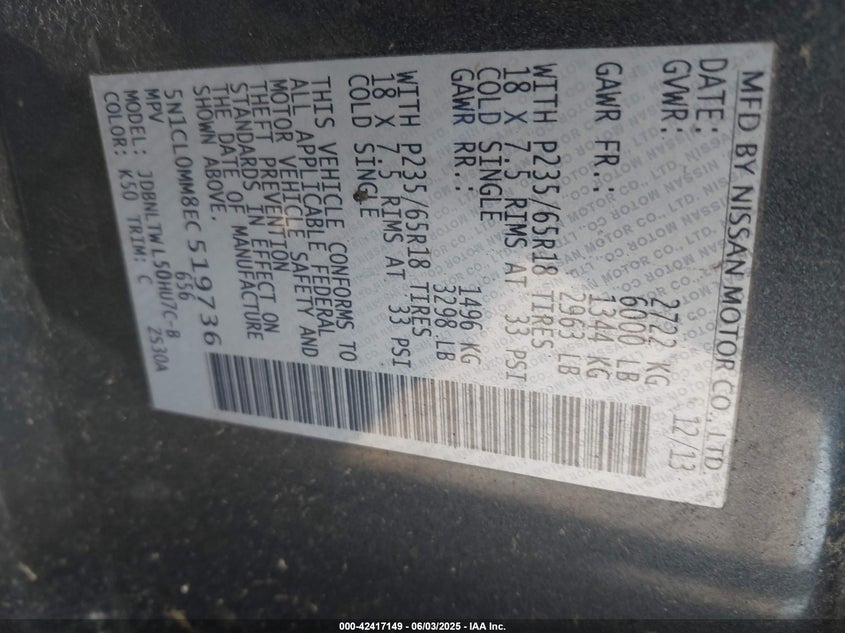 MFD BY NISSAN MOTOR CO., LTD.
DATE: 12/13
GVWR: 2722 KG
6000 LB
GAWR FR.: 1344 KG
2963 LB
WITH P235/65R18 TIRES
18 X 7.5 RIMS AT 33 PSI
COLD SINGLE
GAWR RR.: 1496 KG
3298 LB
WITH P235/65R18 TIRES
18 X 7.5 RIMS AT 33 PSI
COLD SINGLE
THIS VEHICLE CONFORMS TO
ALL APPLICABLE FEDERAL
MOTOR VEHICLE SAFETY AND
THEFT PREVENTION
STANDARDS IN EFFECT ON
THE DATE OF MANUFACTURE
SHOWN ABOVE.
5N1CL0MM8EC519736
MPV 656
MODEL: JDBNLTWL50HU7C-B
COLOR: K50 TRIM: C ZS30A
000-42417149 - 06/03/2025 - IAA Inc.